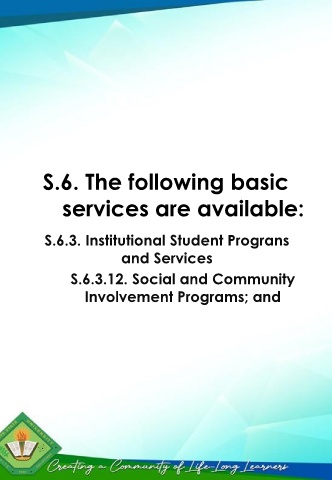 S.6. The following basic
services are available:
S.6.3. Institutional Student Prograns
and Services
S.6.3.12. Social and Community
Involvement Programs; and
Creating a Community of Life-Long Learners